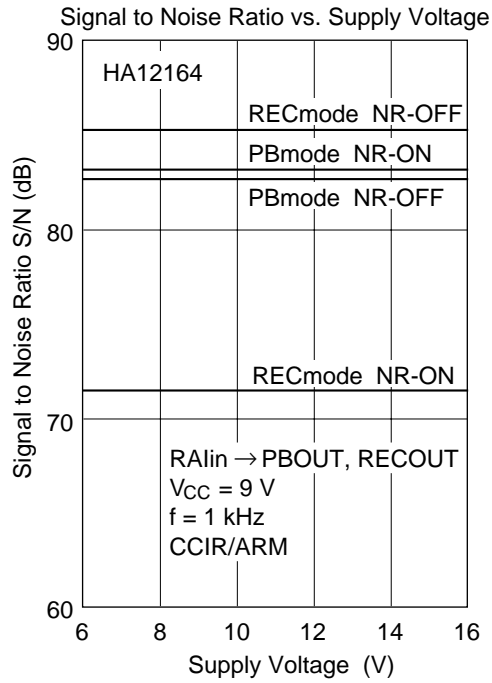 Signal to Noise Ratio vs. Supply Voltage
90
HA12164
RECmode NR-OFF
PBmode NR-ON
PBmode NR-OFF
80
Signal to Noise Ratio S/N (dB)
RECmode NR-ON
70
RAIin → PBOUT, RECOUT
VCC = 9 V
f = 1 kHz
CCIR/ARM
60
6 8 10 12 14 16
Supply Voltage (V)